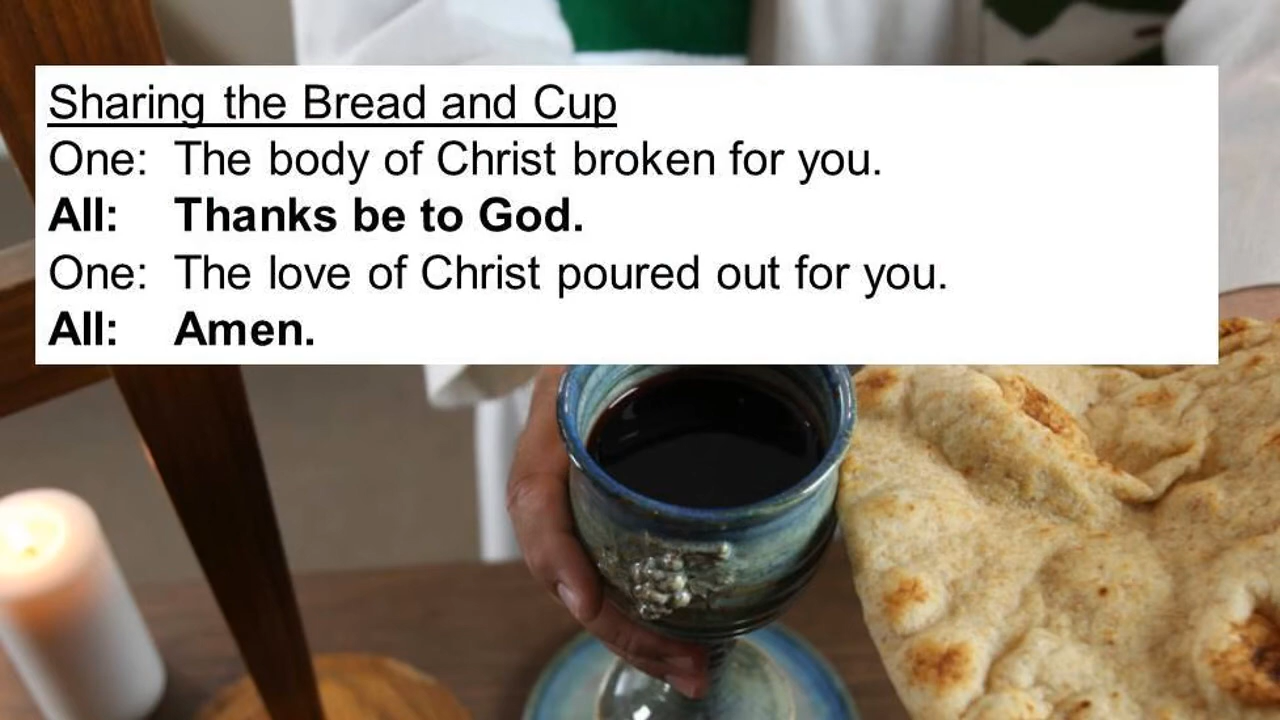 Sharing the Bread and Cup
One: The body of Christ broken for you.
All: Thanks be to God.
One: The love of Christ poured out for you.
All: Amen.